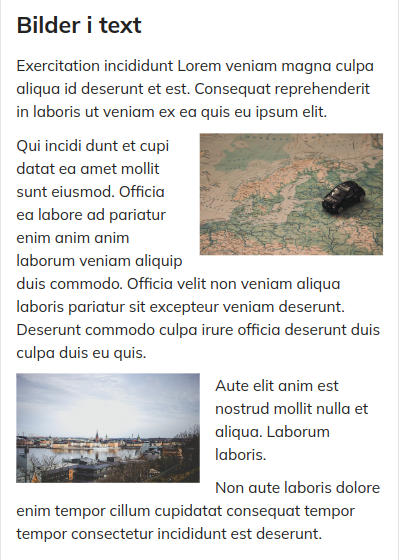 Bilder i text
Exercitation incididunt Lorem veniam magna culpa
aliqua id deserunt et est. Consequat reprehenderit
in laboris ut veniam ex ea quis eu ipsum elit.
Qui incidi dunt et cupi
datat ea amet mollit
sunt eiusmod. Officia
ea labore ad pariatur
enim anim anim
laborum veniam aliquip
duis commodo. Officia velit non veniam aliqua
laboris pariatur sit excepteur veniam deserunt.
Deserunt commodo culpa irure officia deserunt duis
culpa duis eu quis.
Aute elit anim est
nostrud mollit nulla et
aliqua. Laborum
laboris.
Non aute laboris dolore
enim tempor cillum cupidatat consequat tempor
tempor consectetur incididunt est deserunt.